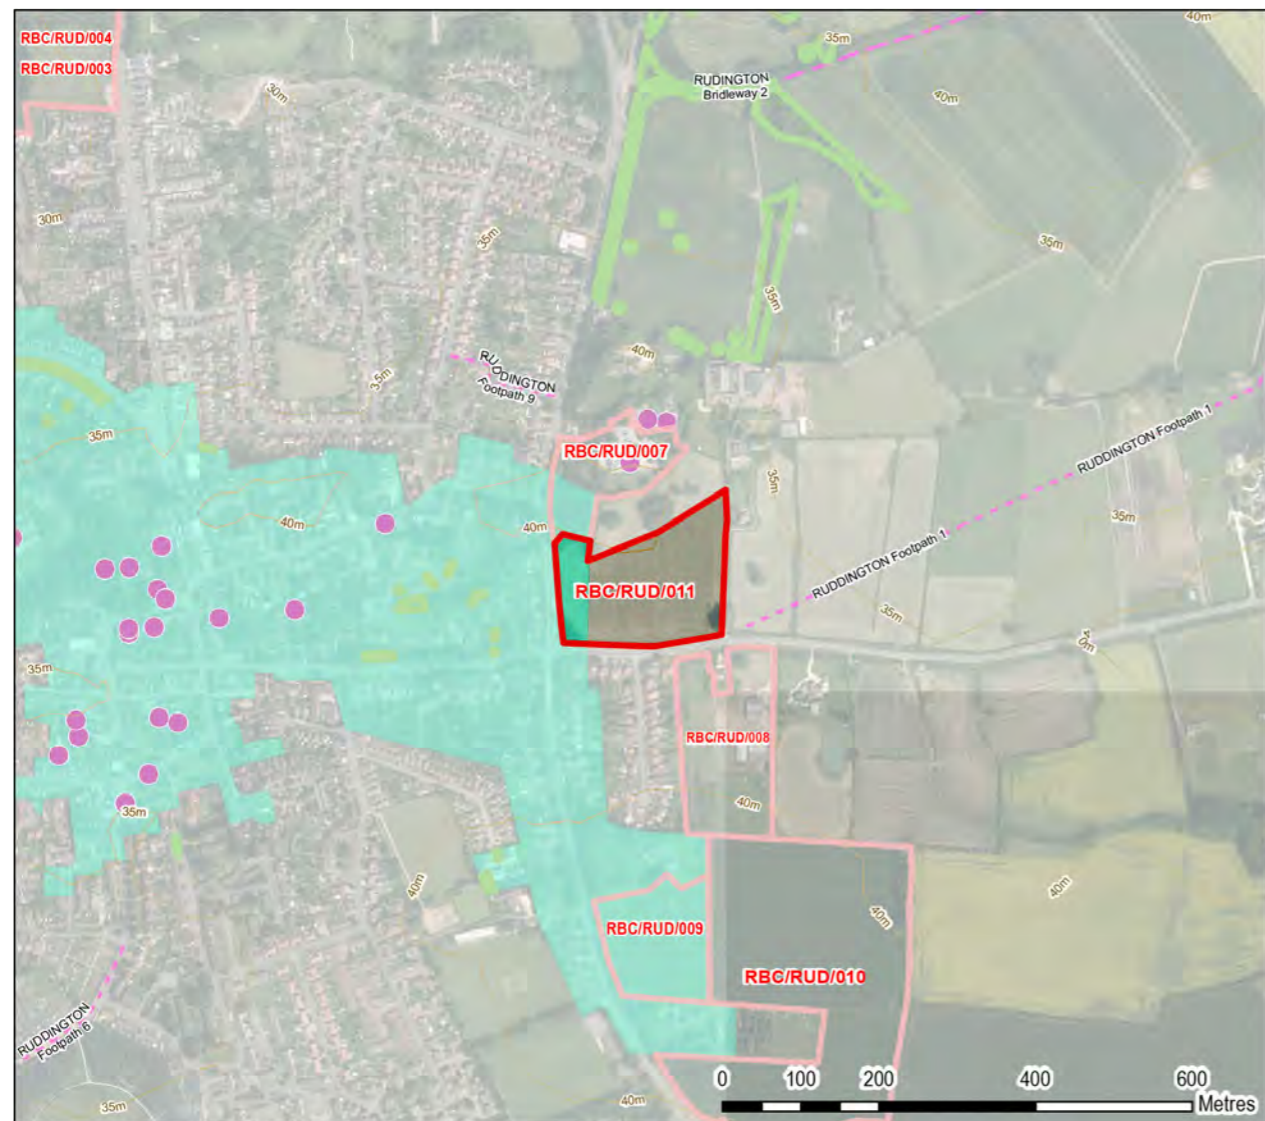 40m
RBC/RUD/004
35m
RBC/RUD/003
RUDINGTON
Bridleway 2
30m
40m
30m
35m
35m
35m
40m
RUDDINGTON
Footpath 9
35m
RUDDINGTON Footpath 1
35m
RBC/RUD/007
35m
40m
40m
35m
RUDDINGTON Footpath 1
RBC/RUD/011
35m
40m
35m
RBC/RUD/008
40m
35m
40m
40m
40m
RBC/RUD/009
RBC/RUD/010
RUDDINGTON
Footpath 6
0 100 200 400 600
Metres
35m
40m